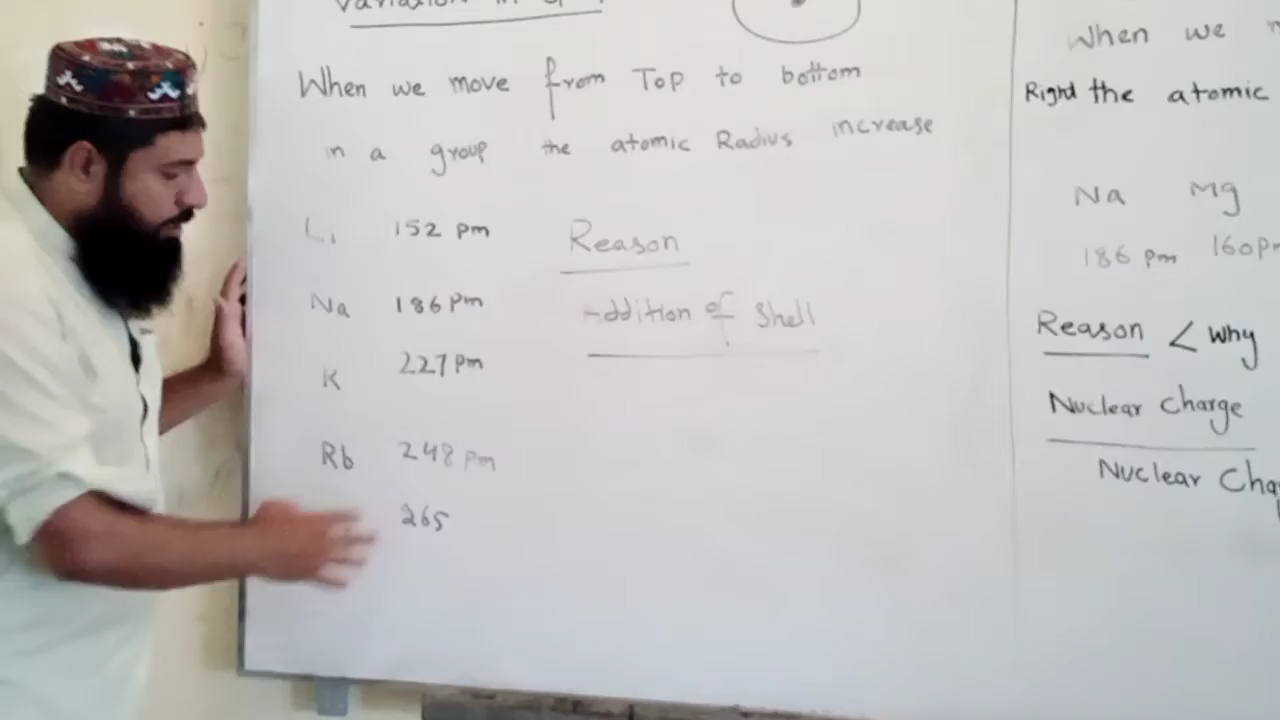 Variation in
When we move from Top to bottom
in a group the atomic Radius increase
Li 152 pm
Na 186 pm
K 227 pm
Rb 248 pm
265
Reason
Addition of Shell
When we
Right the atomic
Na Mg
186 pm 160 pm
Reason < Why
Nuclear Charge
Nuclear